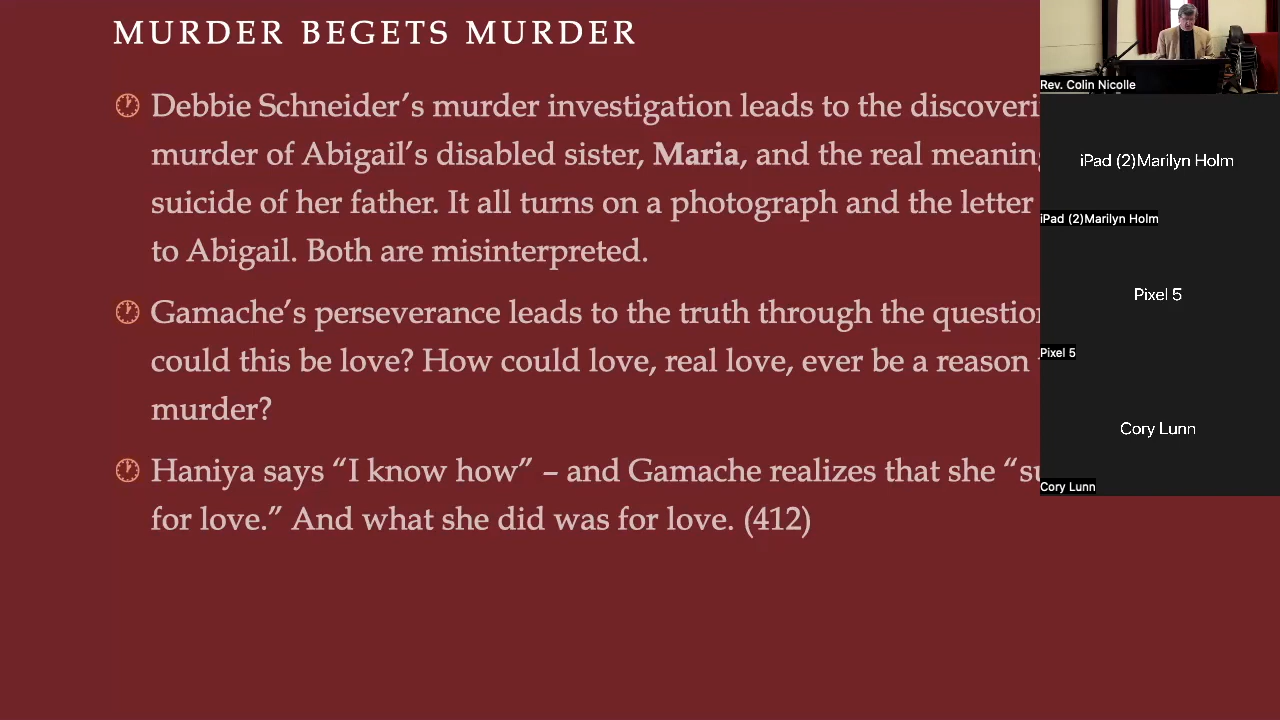 MURDER BEGETS MURDER
Debbie Schneider's murder investigation leads to the
murder of Abigail's disabled sister, Maria, and the real
suicide of her father. It all turns on a photograph and the letter
to Abigail. Both are misinterpreted.
Gamache's perseverance leads to the truth through the
could this be love? How could love, real love, ever be a reason
murder?
Haniya says “I know how” – and Gamache realizes that she
for love.” And what she did was for love. (412)
Rev. Colin Nicolle
iPad (2)Marilyn Holm
iPad (2)Marilyn Holm
Pixel 5
Pixel 5
Cory Lunn
Cory Lunn